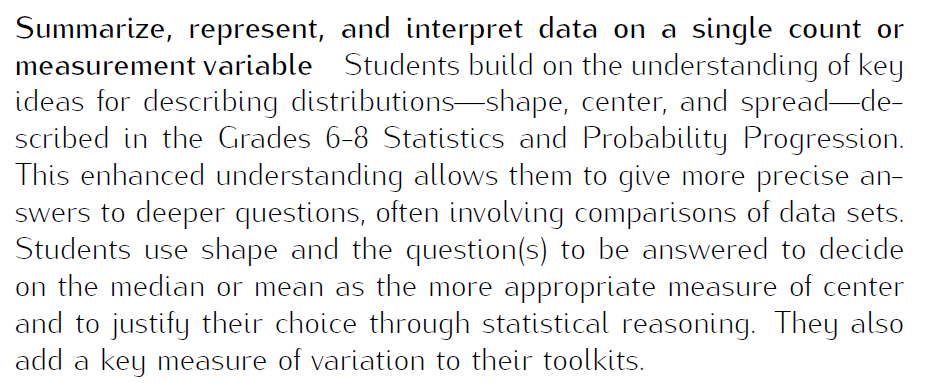 Summarize, represent, and interpret data on a single count or
measurement variable Students build on the understanding of key
ideas for describing distributions—shape, center, and spread—de-
scribed in the Grades 6-8 Statistics and Probability Progression.
This enhanced understanding allows them to give more precise an-
swers to deeper questions, often involving comparisons of data sets.
Students use shape and the question(s) to be answered to decide
on the median or mean as the more appropriate measure of center
and to justify their choice through statistical reasoning. They also
add a key measure of variation to their toolkits.